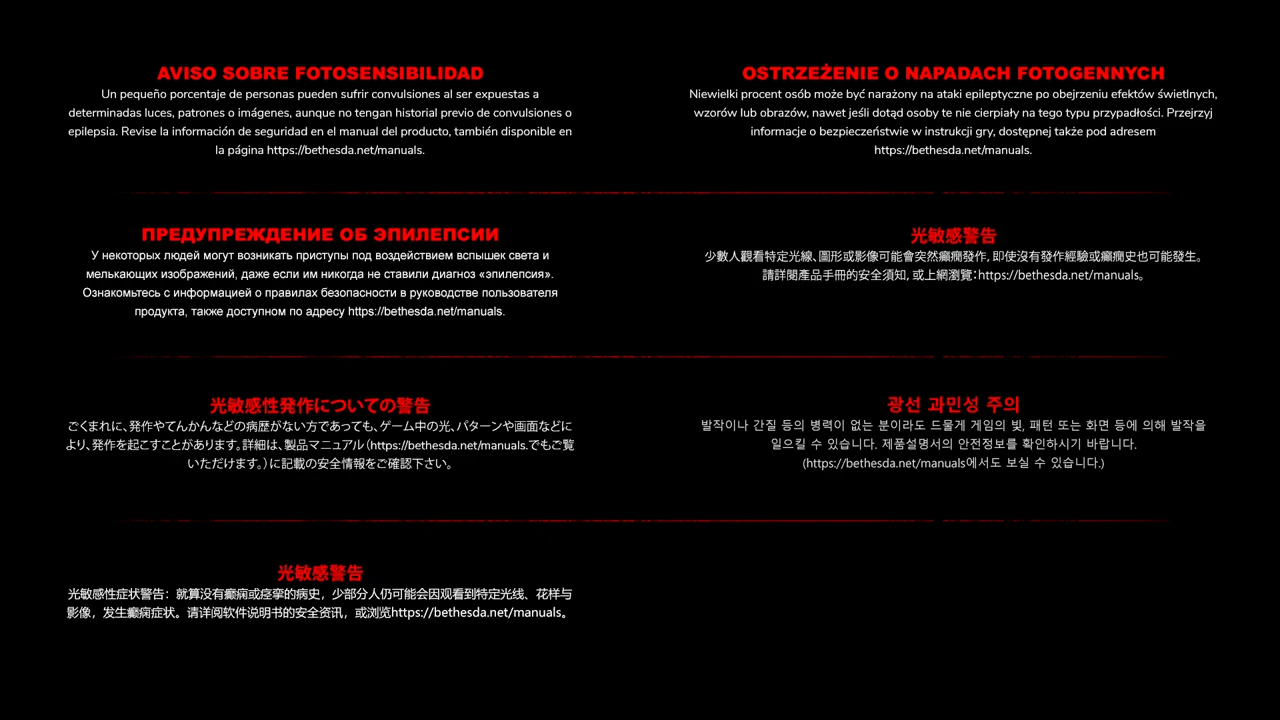 AVISO SOBRE FOTOSENSIBILIDAD
Un pequeño porcentaje de personas pueden sufrir convulsiones al ser expuestas a
determinadas luces, patrones o imágenes, aunque no tengan historial previo de convulsiones o
epilepsia. Revise la información de seguridad en el manual del producto, también disponible en
la página https://bethesda.net/manuals.
OSTRZEŻENIE O NAPADACH FOTOGENNYCH
Niewielki procent osób może być narażony na ataki epileptyczne po obejrzeniu efektów świetlnych,
wzorów lub obrazów, nawet jeśli dotąd osoby te nie cierpiały na tego typu przypadłości. Przejrzyj
informacje o bezpieczeństwie w instrukcji gry, dostępnej także pod adresem
https://bethesda.net/manuals.
ПРЕДУПРЕЖДЕНИЕ ОБ ЭПИЛЕПСИИ
У некоторых людей могут возникать приступы под воздействием вспышек света и
мелькающих изображений, даже если им никогда не ставили диагноз «эпилепсия».
Ознакомьтесь с информацией о правилах безопасности в руководстве пользователя
продукта, также доступном по адресу https://bethesda.net/manuals.
光敏感警告
少數人觀看特定光線、圖形或影像可能會突然癲癇發作, 即使沒有發作經驗或癲癇史也可能發生。
請詳閱產品手冊的安全須知, 或上網瀏覽:https://bethesda.net/manuals。
光敏感性発作についての警告
ごくまれに、発作やてんかんなどの病歴がない方であっても、ゲーム中の光、パターンや画面などに
より、発作を起こすことがあります。詳細は、製品マニュアル（https://bethesda.net/manuals.でもご覧
いただけます。）に記載の安全情報をご確認下さい。
광선 과민성 주의
발작이나 간질 등의 병력이 없는 분이라도 드물게 게임의 빛, 패턴 또는 화면 등에 의해 발작을
일으킬 수 있습니다. 제품설명서의 안전정보를 확인하시기 바랍니다.
(https://bethesda.net/manuals에서도 보실 수 있습니다.)
光敏感警告
光敏感性症状警告：就算没有癫痫或痉挛的病史，少部分人仍可能会因观看到特定光线、花样与
影像，发生癫痫症状。请详阅软件说明书的安全资讯，或浏览https://bethesda.net/manuals。